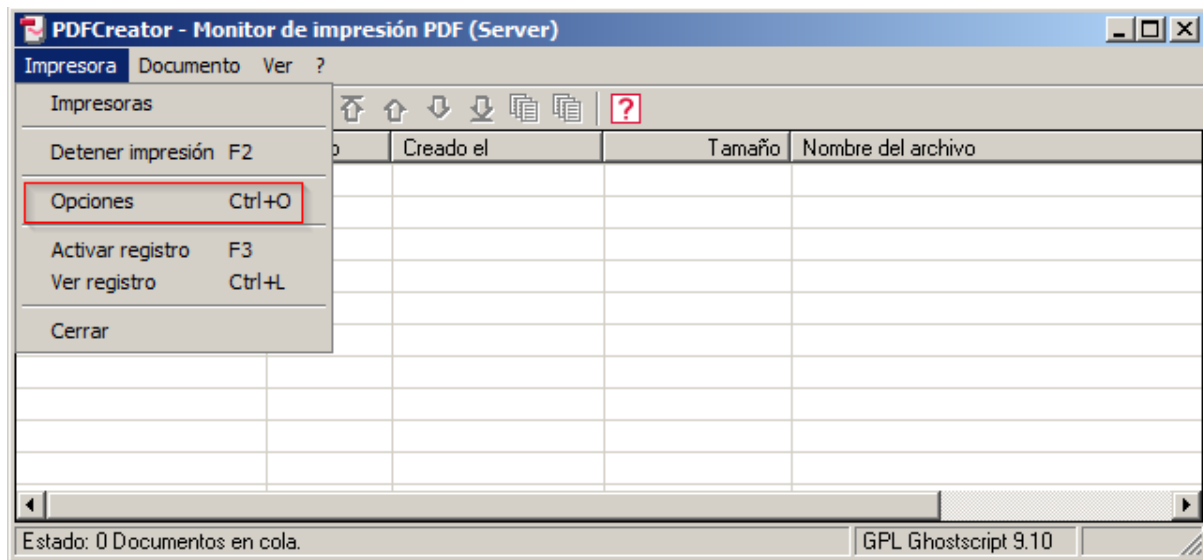 PDFCreator - Monitor de impresión PDF (Server)
Impresora Documento Ver ?
Impresoras
?
Detener impresión F2
Creado el Tamaño Nombre del archivo
Opciones Ctrl+O
Activar registro F3
Ver registro Ctrl+L
Cerrar
Estado: 0 Documentos en cola. GPL Ghostscript 9.10